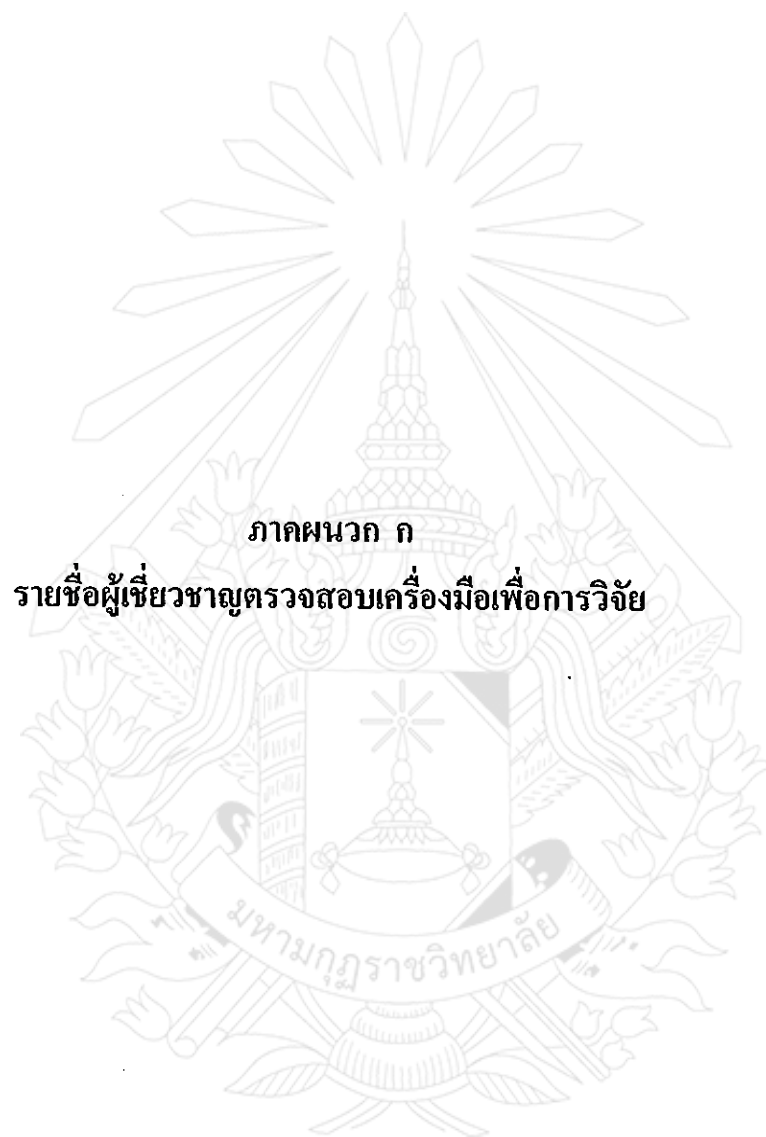 ภาคผนวก ก
รายชื่อผู้เชี่ยวชาญตรวจสอบเครื่องมือเพื่อการวิจัย
มหามกุฏราชวิทยาลัย